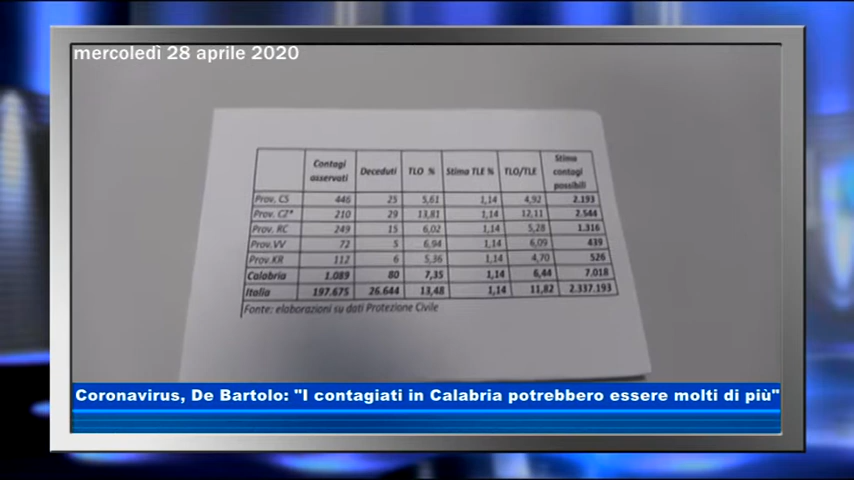 mercoledì 28 aprile 2020
Contagi osservati Deceduti TLO % Stima TLE % TLO/TLE Stima contagi possibili
Prov. CS 446 25 5,61 1,14 4,92 2.193
Prov. CZ* 210 29 13,81 1,14 12,11 2.544
Prov. RC 249 15 6,02 1,14 5,28 1.316
Prov.VV 72 5 6,94 1,14 6,09 439
Prov.KR 112 6 5,36 1,14 4,70 526
Calabria 1.089 80 7,35 1,14 6,44 7.018
Italia 197.675 26.644 13,48 1,14 11,82 2.337.193
Fonte: elaborazioni su dati Protezione Civile
Coronavirus, De Bartolo: "I contagiati in Calabria potrebbero essere molti di più"